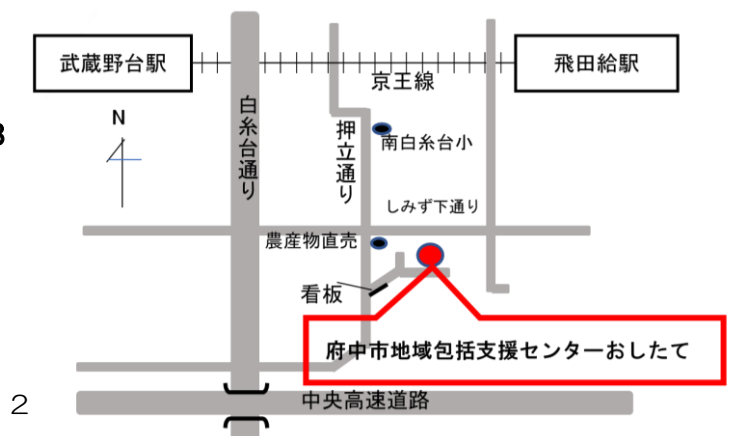 武蔵野台駅
飛田給駅
京王線
N
白糸台通り
押立通り
南白糸台小
しみず下通り
農産物直売
看板
府中市地域包括支援センターおしたて
中央高速道路
2